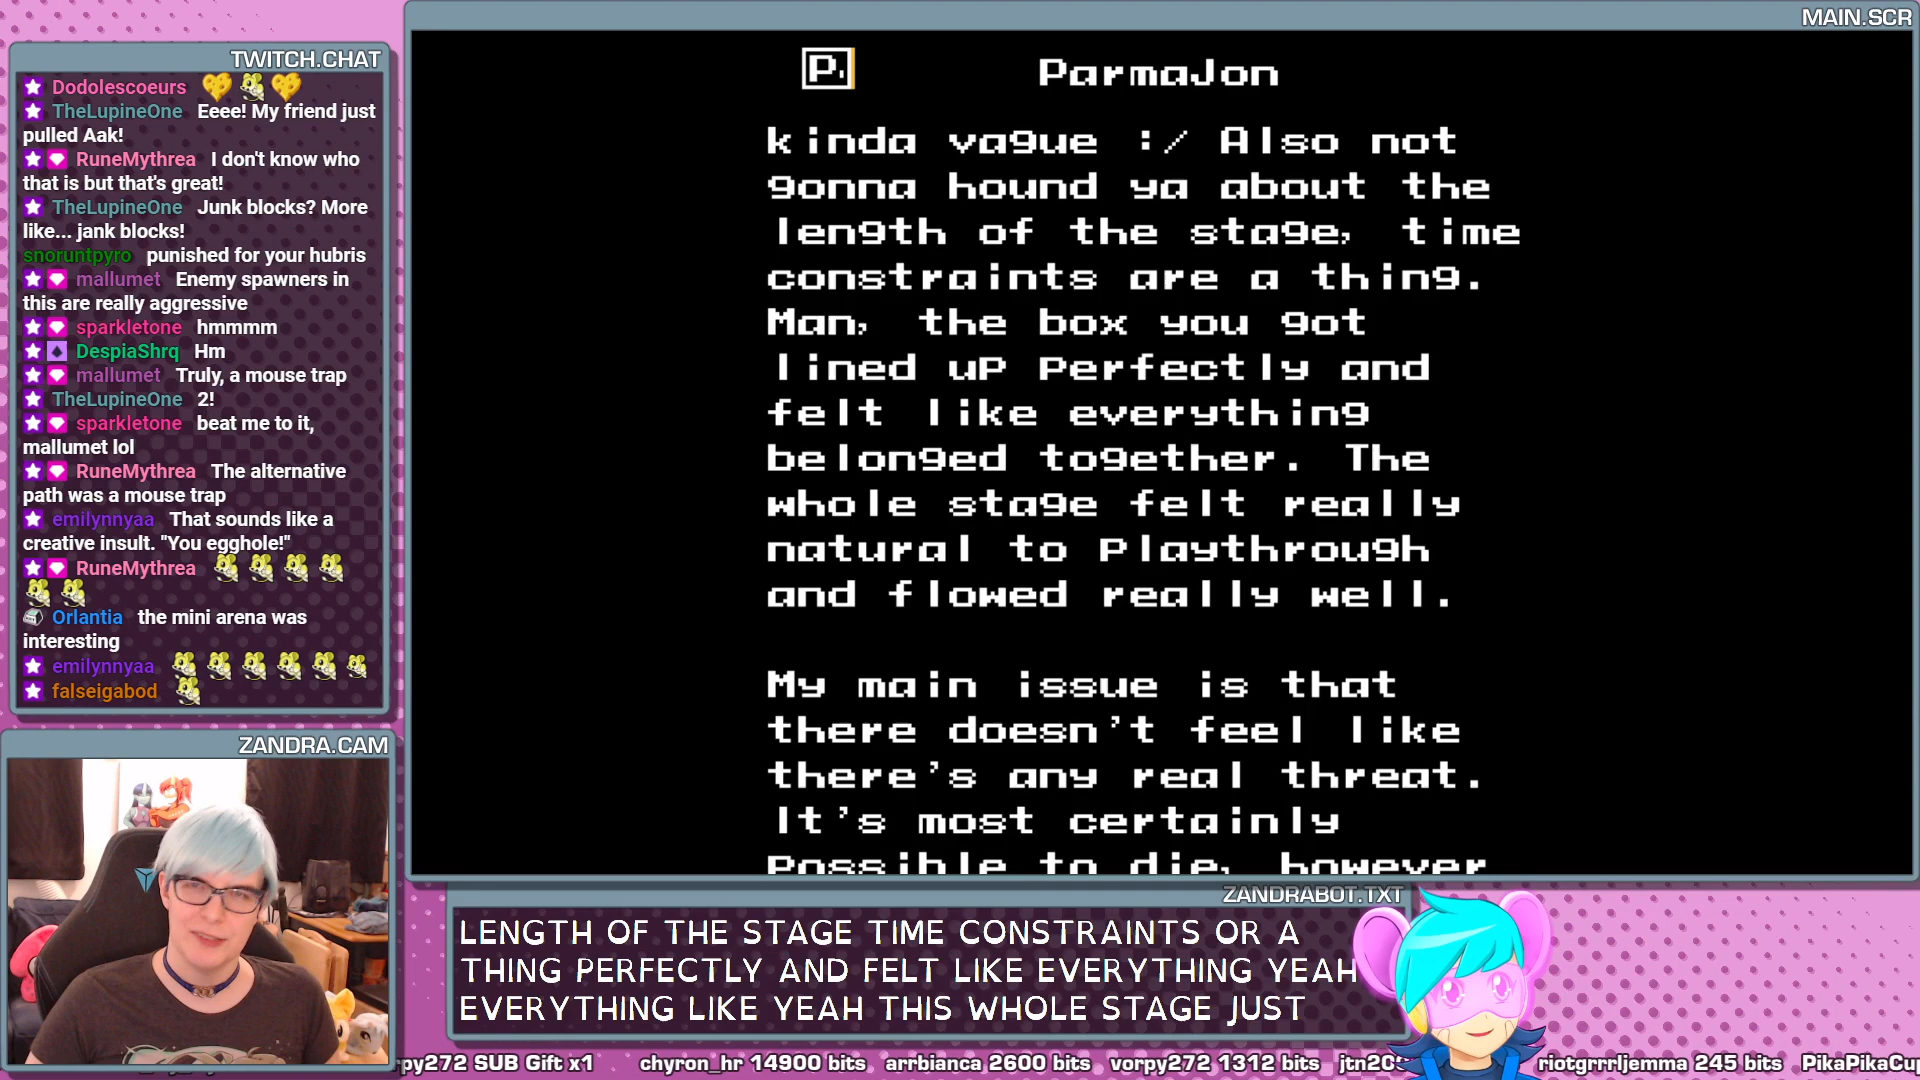 MAIN.SCR
TWITCH.CHAT
Dodolescoeurs
TheLupineOne Eeee! My friend just
pulled Aak!
RuneMythrea I don't know who
that is but that's great!
TheLupineOne Junk blocks? More
like... jank blocks!
snoruntpyro punished for your hubris
mallumet Enemy spawners in
this are really aggressive
sparkletone hmmmm
DespiaShrq Hm
mallumet Truly, a mouse trap
TheLupineOne 2!
sparkletone beat me to it,
mallumet lol
RuneMythrea The alternative
path was a mouse trap
emilynnyaa That sounds like a
creative insult. "You egghole!"
RuneMythrea
Orlantia the mini arena was
interesting
emilynnyaa
falseigabod
P. ParmaJon
kinda vague :/ Also not
gonna hound ya about the
length of the stage, time
constraints are a thing.
Man, the box you got
lined up perfectly and
felt like everything
belonged together. The
whole stage felt really
natural to playthrough
and flowed really well.
My main issue is that
there doesn't feel like
there's any real threat.
It's most certainly
possible to die, however
ZANDRA.CAM
ZANDRABOT.TXT
LENGTH OF THE STAGE TIME CONSTRAINTS OR A
THING PERFECTLY AND FELT LIKE EVERYTHING YEAH
EVERYTHING LIKE YEAH THIS WHOLE STAGE JUST
rpy272 SUB Gift x1 chyron_hr 14900 bits arrbianca 2600 bits vorpy272 1312 bits jtn20 riotgrrrljemma 245 bits PikaPikaCup